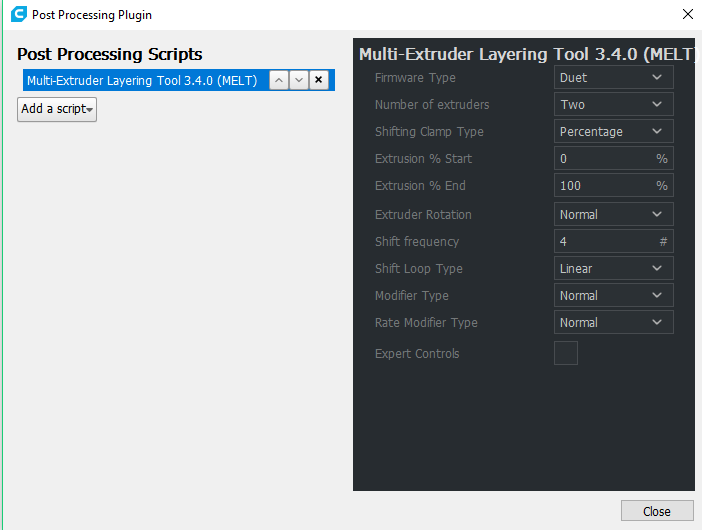 Post Processing Plugin
Post Processing Scripts
Multi-Extruder Layering Tool 3.4.0 (MELT)
Add a script
Multi-Extruder Layering Tool 3.4.0 (MELT)
Firmware Type Duet
Number of extruders Two
Shifting Clamp Type Percentage
Extrusion % Start 0 %
Extrusion % End 100 %
Extruder Rotation Normal
Shift frequency 4 #
Shift Loop Type Linear
Modifier Type Normal
Rate Modifier Type Normal
Expert Controls
Close